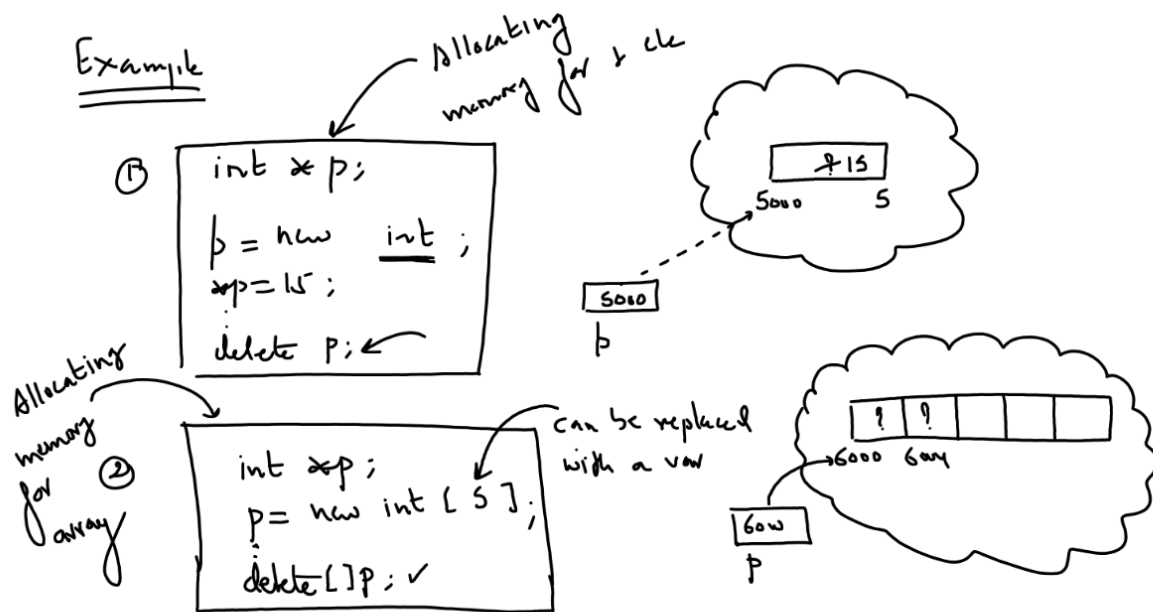 Example
Allocating
memory for 1 ele
①
int *p;
p = new int;
*p = 15;
delete p;
? 15
5000 5
5000
p
Allocating
memory
for
array
②
int *p;
p = new int [5];
delete[]p; ✓
can be replaced
with a var
? ?
6000 6004
6000
p